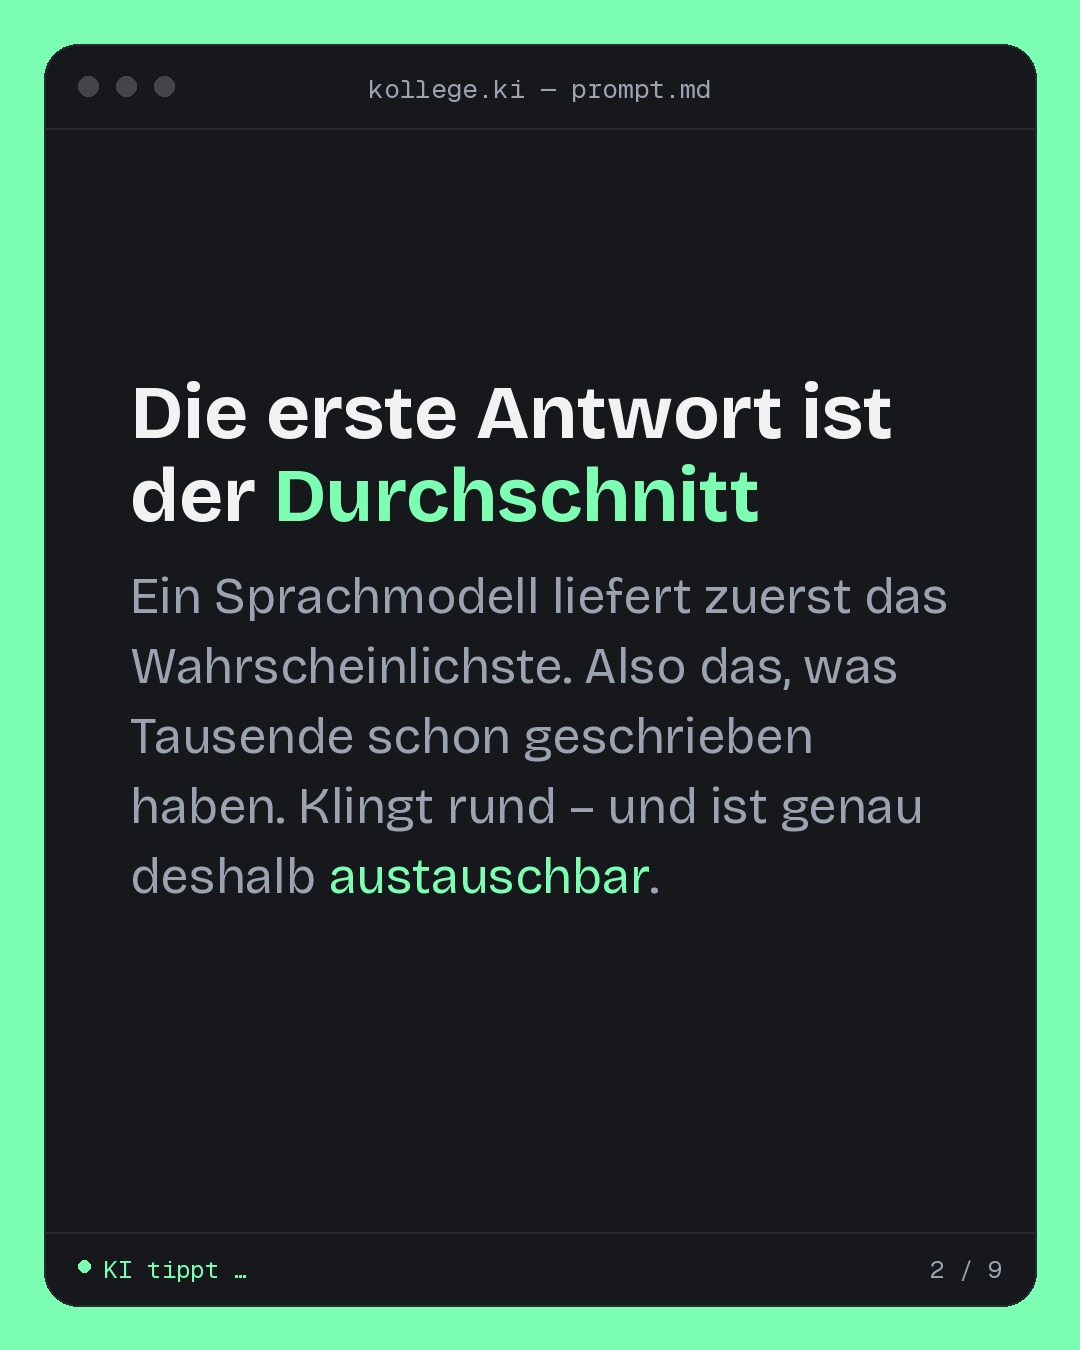 kollege.ki — prompt.md
Die erste Antwort ist
der Durchschnitt
Ein Sprachmodell liefert zuerst das
Wahrscheinlichste. Also das, was
Tausende schon geschrieben
haben. Klingt rund – und ist genau
deshalb austauschbar.
KI tippt …
2 / 9